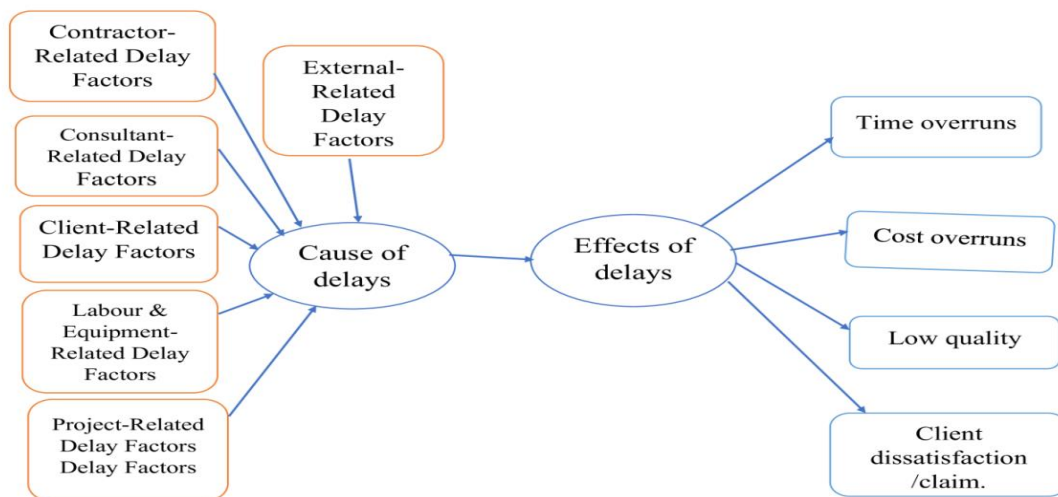 Contractor-
Related Delay
Factors
External-
Related
Delay
Factors
Consultant-
Related Delay
Factors
Client-Related
Delay Factors
Labour &
Equipment-
Related Delay
Factors
Project-Related
Delay Factors
Delay Factors
Cause of
delays
Effects of
delays
Time overruns
Cost overruns
Low quality
Client
dissatisfaction
/claim.